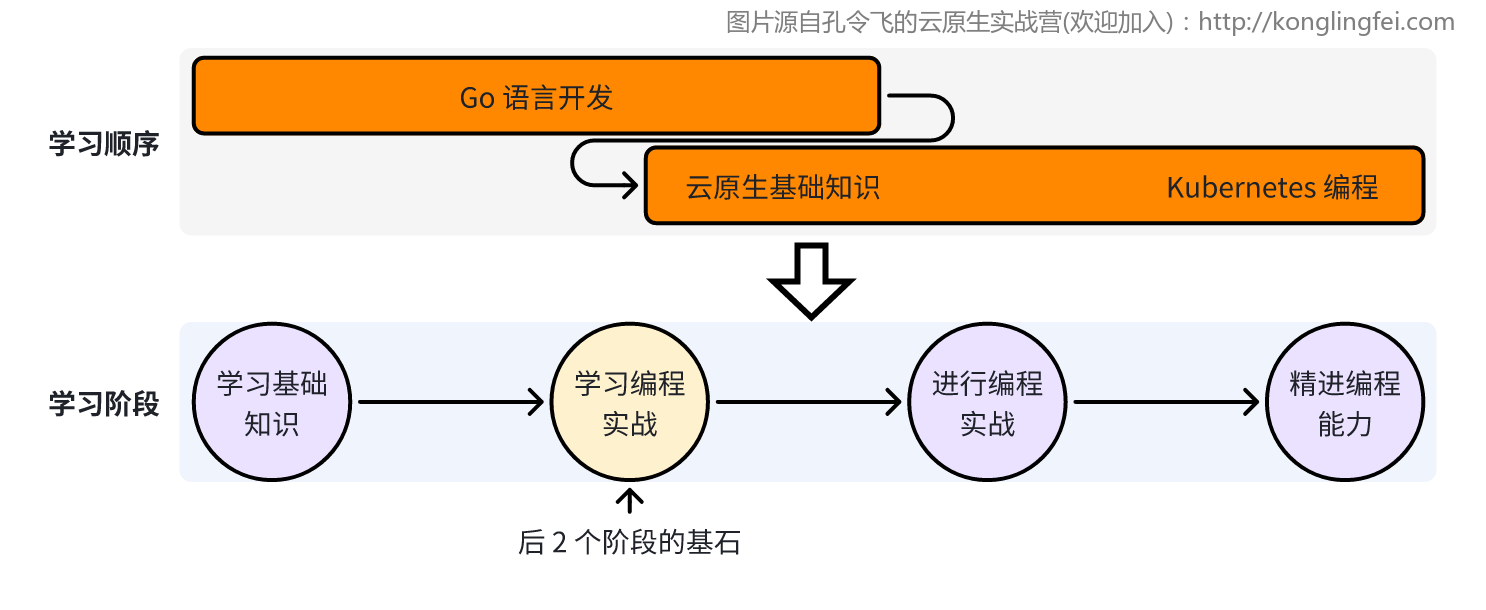 图片源自孔令飞的云原生实战营(欢迎加入)：http://konglingfei.com
学习顺序
Go 语言开发
云原生基础知识
Kubernetes 编程
学习阶段
学习基础
知识
学习编程
实战
进行编程
实战
精进编程
能力
后 2 个阶段的基石